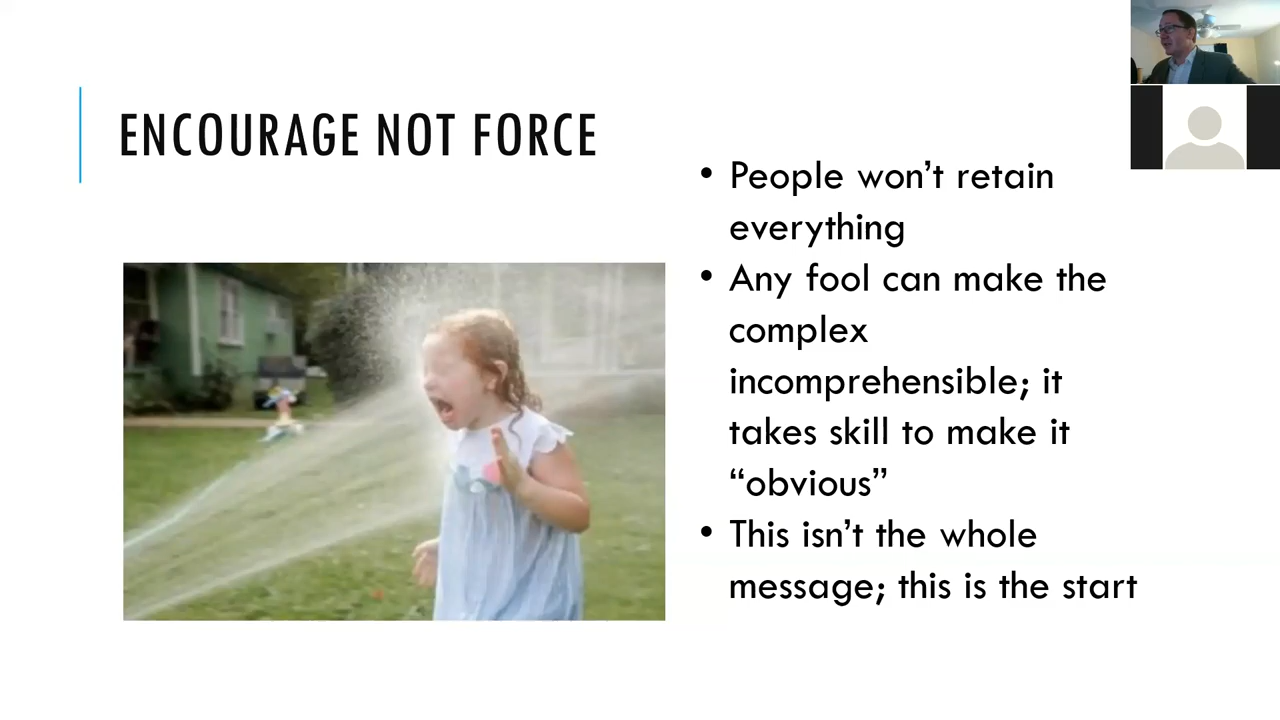 ENCOURAGE NOT FORCE
• People won’t retain
everything
• Any fool can make the
complex
incomprehensible; it
takes skill to make it
“obvious”
• This isn’t the whole
message; this is the start